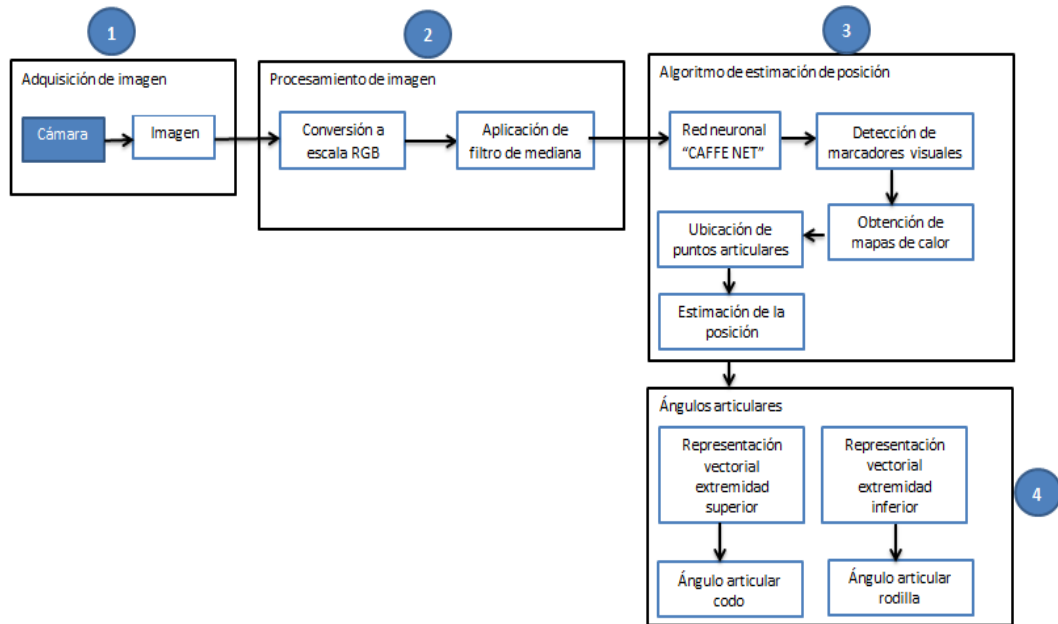 1
Adquisición de imagen
Cámara
Imagen
2
Procesamiento de imagen
Conversión a
escala RGB
Aplicación de
filtro de mediana
3
Algoritmo de estimación de posición
Red neuronal
“CAFFE NET”
Detección de
marcadores visuales
Obtención de
mapas de calor
Ubicación de
puntos articulares
Estimación de la
posición
4
Ángulos articulares
Representación
vectorial
extremidad
superior
Representación
vectorial
extremidad
inferior
Ángulo articular
codo
Ángulo articular
rodilla